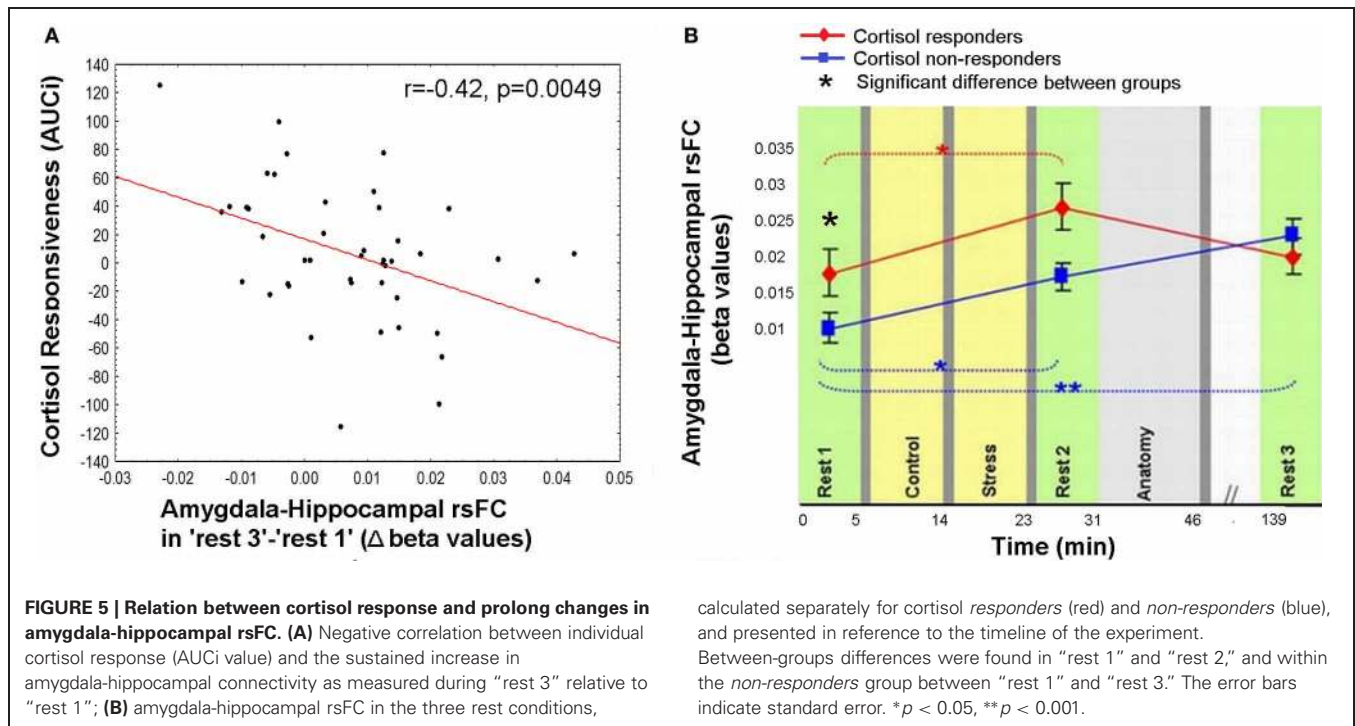 A
140
120
100
80
60
40
20
0
-20
-40
-60
-80
-100
-120
-140
Cortisol Responsiveness (AUCi)
r=-0.42, p=0.0049
-0.03 -0.02 -0.01 0.00 0.01 0.02 0.03 0.04 0.05
Amygdala-Hippocampal rsFC
in 'rest 3'-'rest 1' (Δ beta values)
B
Cortisol responders
Cortisol non-responders
* Significant difference between groups
Amygdala-Hippocampal rsFC
(beta values)
0.035
0.03
0.025
0.02
0.015
0.01
*
*
*
**
Rest 1
Control
Stress
Rest 2
Anatomy
Rest 3
0 5 14 23 31 46 // 139
Time (min)
FIGURE 5 | Relation between cortisol response and prolong changes in
amygdala-hippocampal rsFC. (A) Negative correlation between individual
cortisol response (AUCi value) and the sustained increase in
amygdala-hippocampal connectivity as measured during “rest 3” relative to
“rest 1”; (B) amygdala-hippocampal rsFC in the three rest conditions,
calculated separately for cortisol responders (red) and non-responders (blue),
and presented in reference to the timeline of the experiment.
Between-groups differences were found in “rest 1” and “rest 2,” and within
the non-responders group between “rest 1” and “rest 3.” The error bars
indicate standard error. *p < 0.05, **p < 0.001.